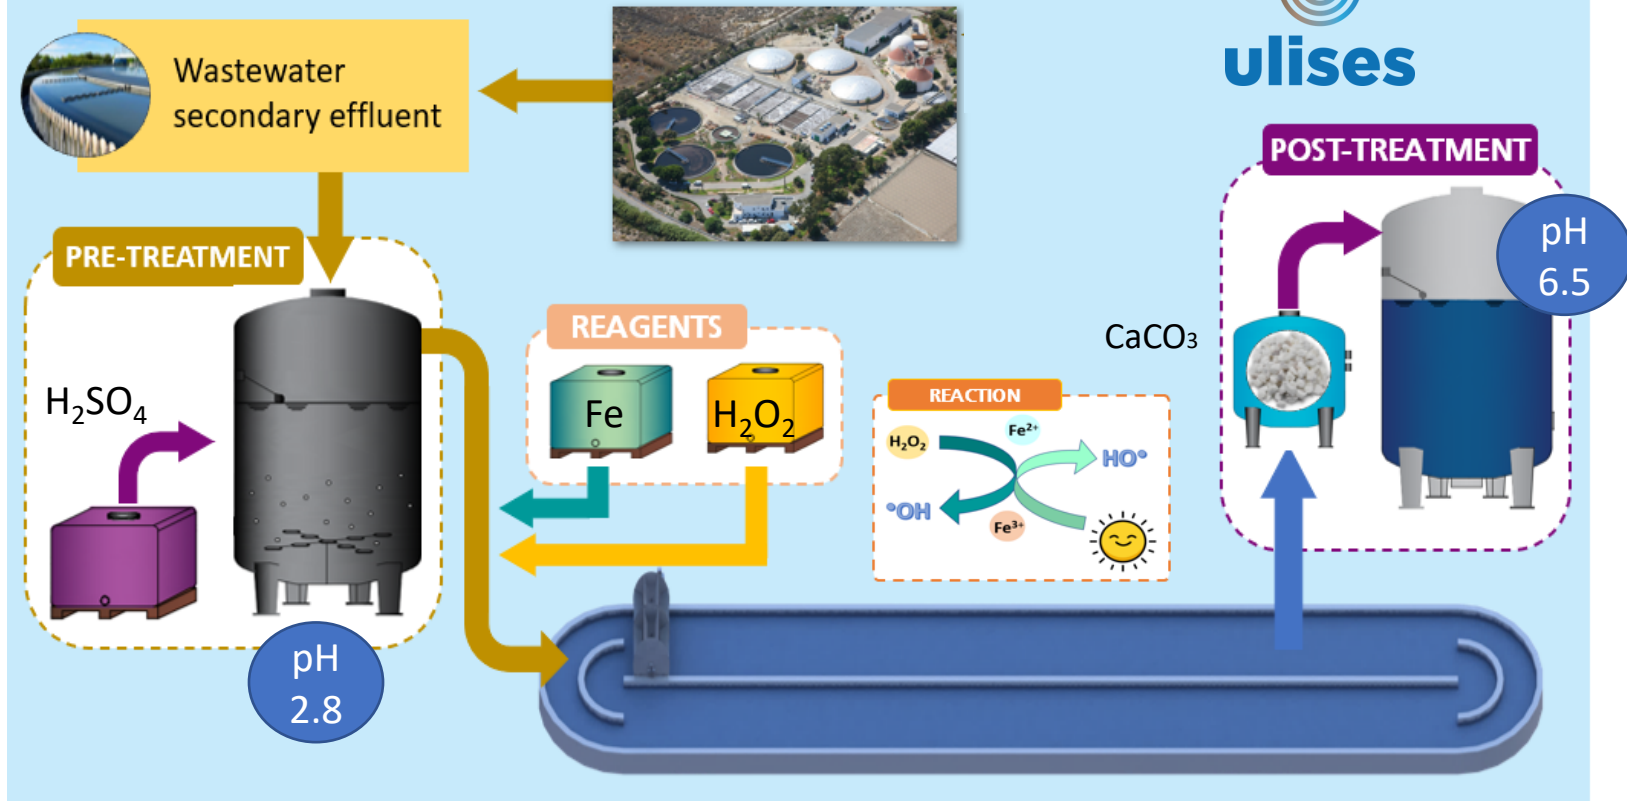 ulises
Wastewater
secondary effluent
POST-TREATMENT
pH
6.5
PRE-TREATMENT
REAGENTS
CaCO₃
H₂SO₄
Fe
H₂O₂
REACTION
H₂O₂
Fe²⁺
HO•
•OH
Fe³⁺
pH
2.8